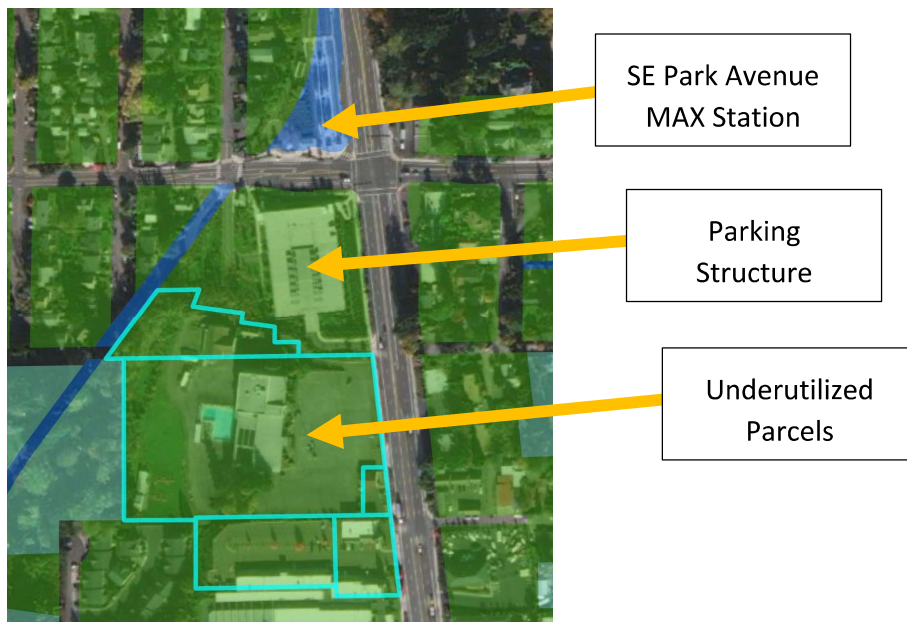 SE Park Avenue
MAX Station
Parking
Structure
Underutilized
Parcels